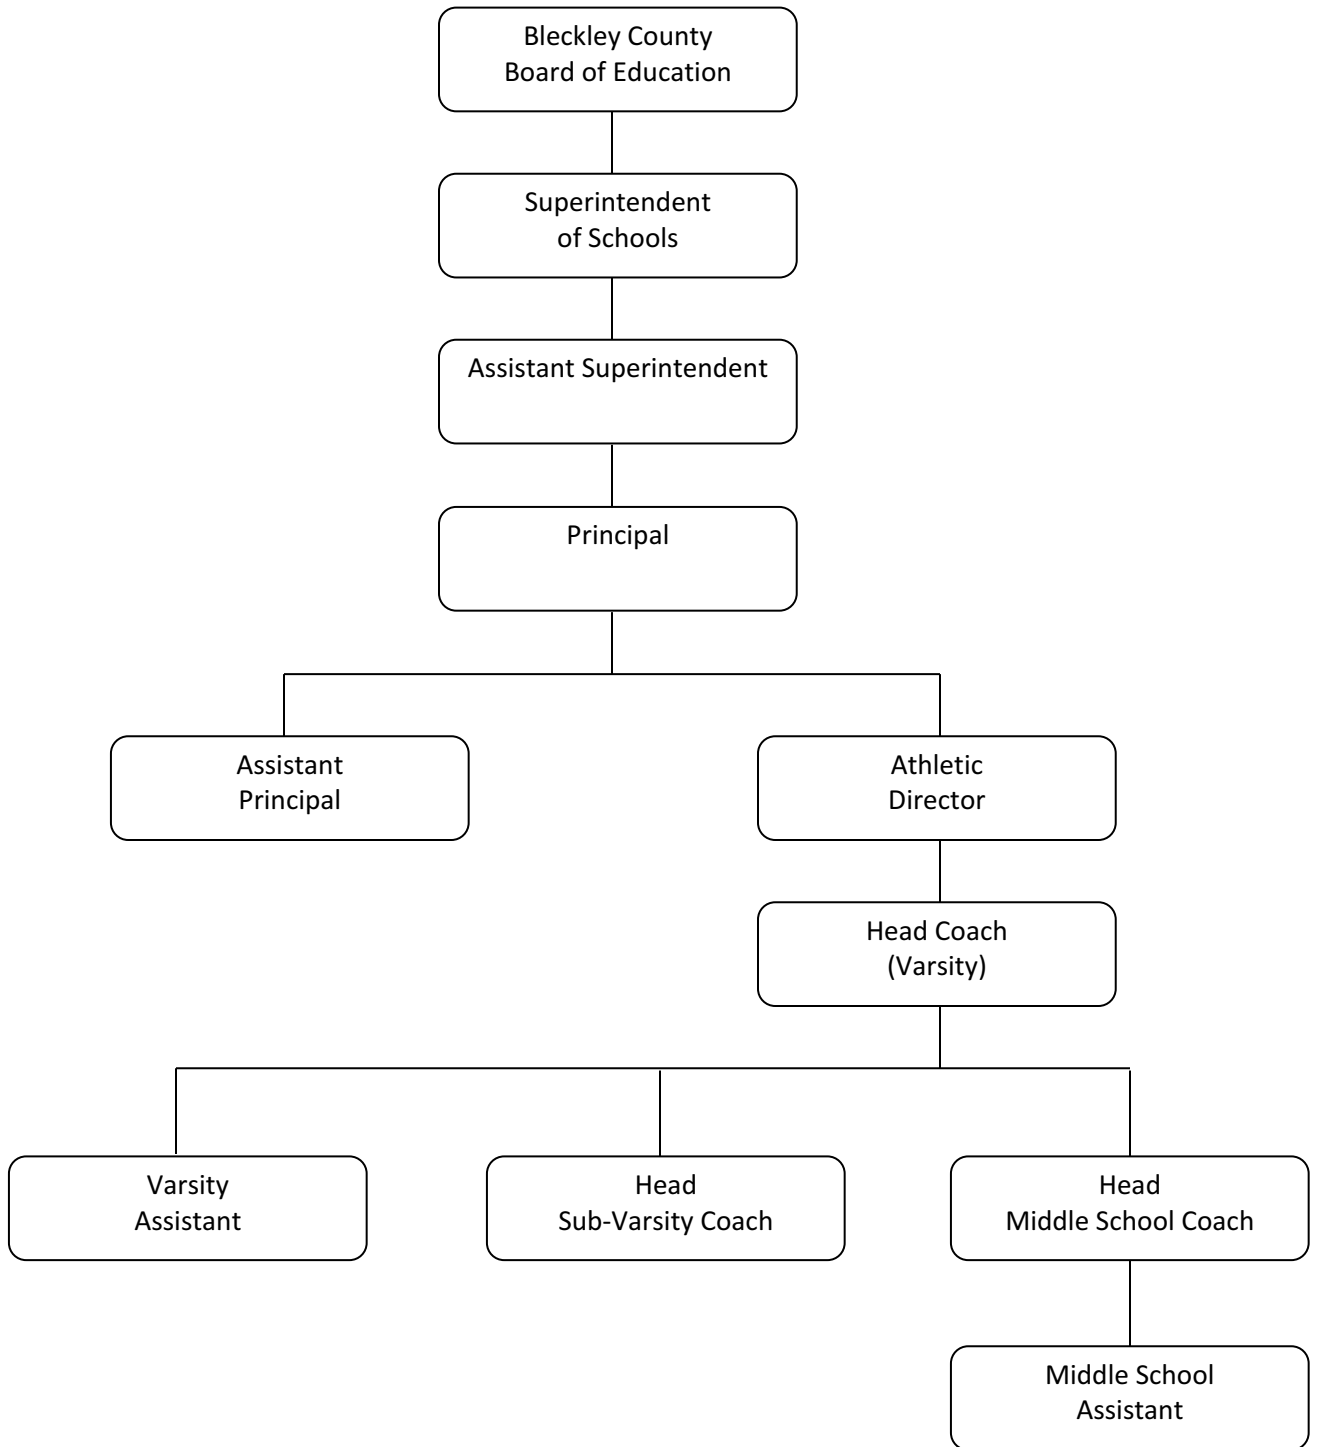 Bleckley County
Board of Education
Superintendent
of Schools
Assistant Superintendent
Principal
Assistant
Principal
Athletic
Director
Head Coach
(Varsity)
Varsity
Assistant
Head
Sub-Varsity Coach
Head
Middle School Coach
Middle School
Assistant